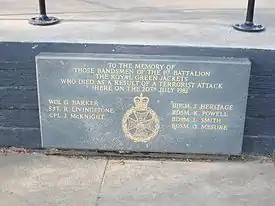 TO THE MEMORY OF
THOSE BANDSMEN OF THE 1ST BATTALION
THE ROYAL GREEN JACKETS
WHO DIED AS A RESULT OF A TERRORIST ATTACK
HERE ON THE 20TH JULY 1982
WO2. G. BARKER
SJT. R. LIVINGSTONE
CPL. J. McKNIGHT
BDSM. J. HERITAGE
BDSM. K. POWELL
BDSM. L. SMITH
BDSM. G. MESURE